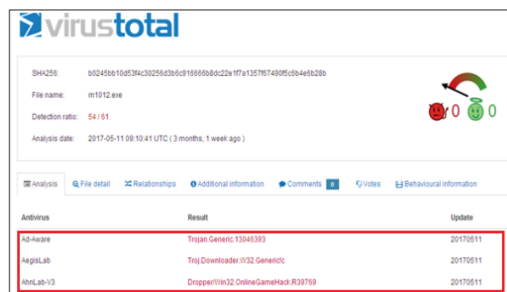 virustotal
SHA256: b0245bb10d53f4c30256d3b6c916666b8dc22e1f7a1357f67490f5c6b4e5b28b
File name: m1012.exe
Detection ratio: 54 / 61
0 0
Analysis date: 2017-05-11 09:10:41 UTC ( 3 months, 1 week ago )
Analysis File detail Relationships Additional information Comments 0 Votes Behavioural information
Antivirus Result Update
Ad-Aware Trojan.Generic.13046393 20170511
AegisLab Troj.Downloader.W32.Generic!c 20170511
AhnLab-V3 Dropper/Win32.OnlineGameHack.R39769 20170511